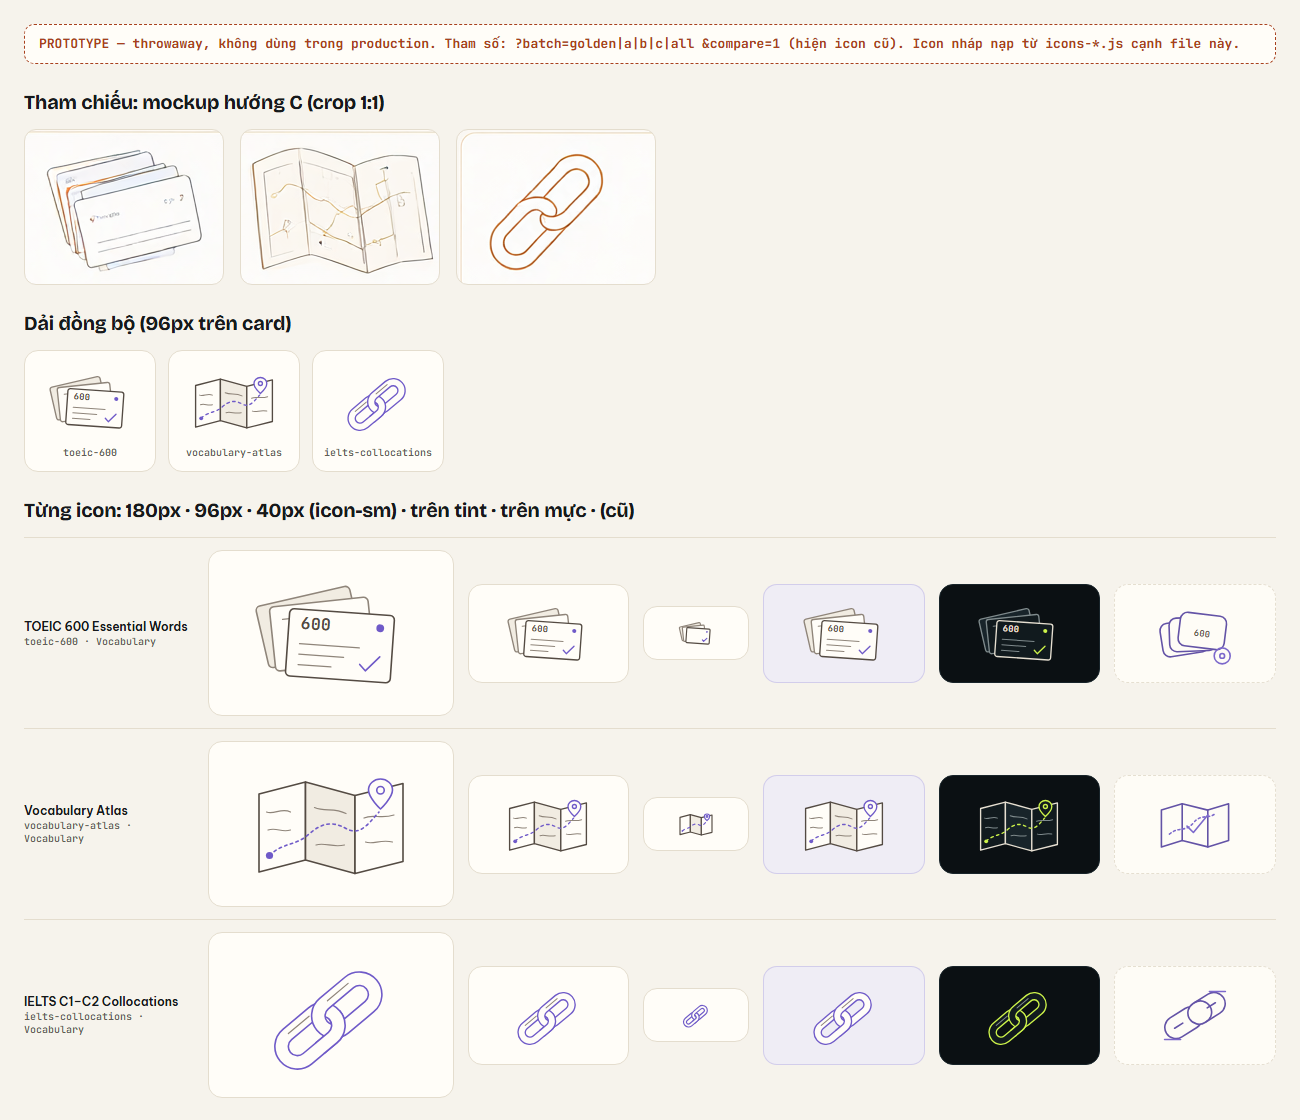 PROTOTYPE — throwaway, không dùng trong production. Tham số: ?batch=golden|a|b|c|all &compare=1 (hiện icon cũ). Icon nháp nạp từ icons-*.js cạnh file này.
Tham chiếu: mockup hướng C (crop 1:1)
Dải đồng bộ (96px trên card)
600
toeic-600
vocabulary-atlas
ielts-collocations
Từng icon: 180px · 96px · 40px (icon-sm) · trên tint · trên mực · (cũ)
TOEIC 600 Essential Words
toeic-600 · Vocabulary
600
600
600
600
600
Vocabulary Atlas
vocabulary-atlas ·
Vocabulary
IELTS C1–C2 Collocations
ielts-collocations ·
Vocabulary